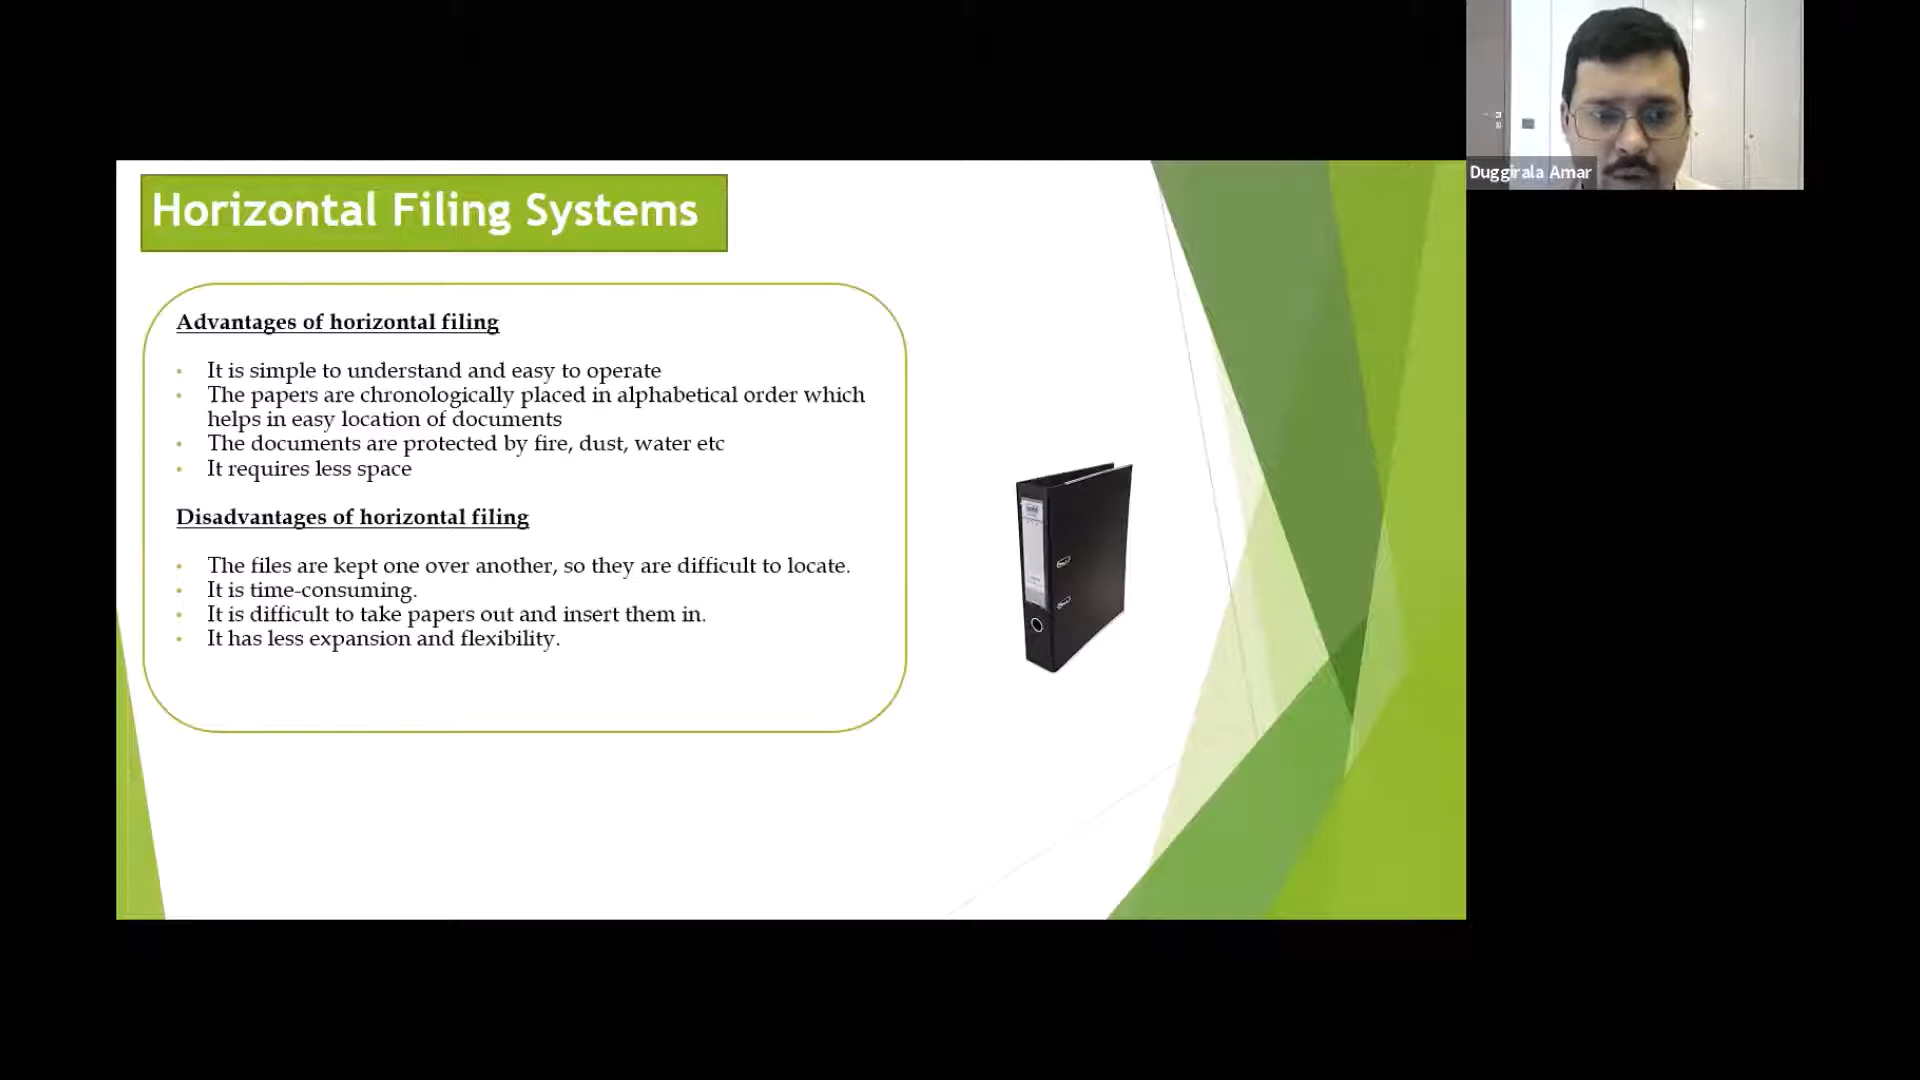 Duggirala Amar
Horizontal Filing Systems
Advantages of horizontal filing
• It is simple to understand and easy to operate
• The papers are chronologically placed in alphabetical order which
helps in easy location of documents
• The documents are protected by fire, dust, water etc
• It requires less space
Disadvantages of horizontal filing
• The files are kept one over another, so they are difficult to locate.
• It is time-consuming.
• It is difficult to take papers out and insert them in.
• It has less expansion and flexibility.